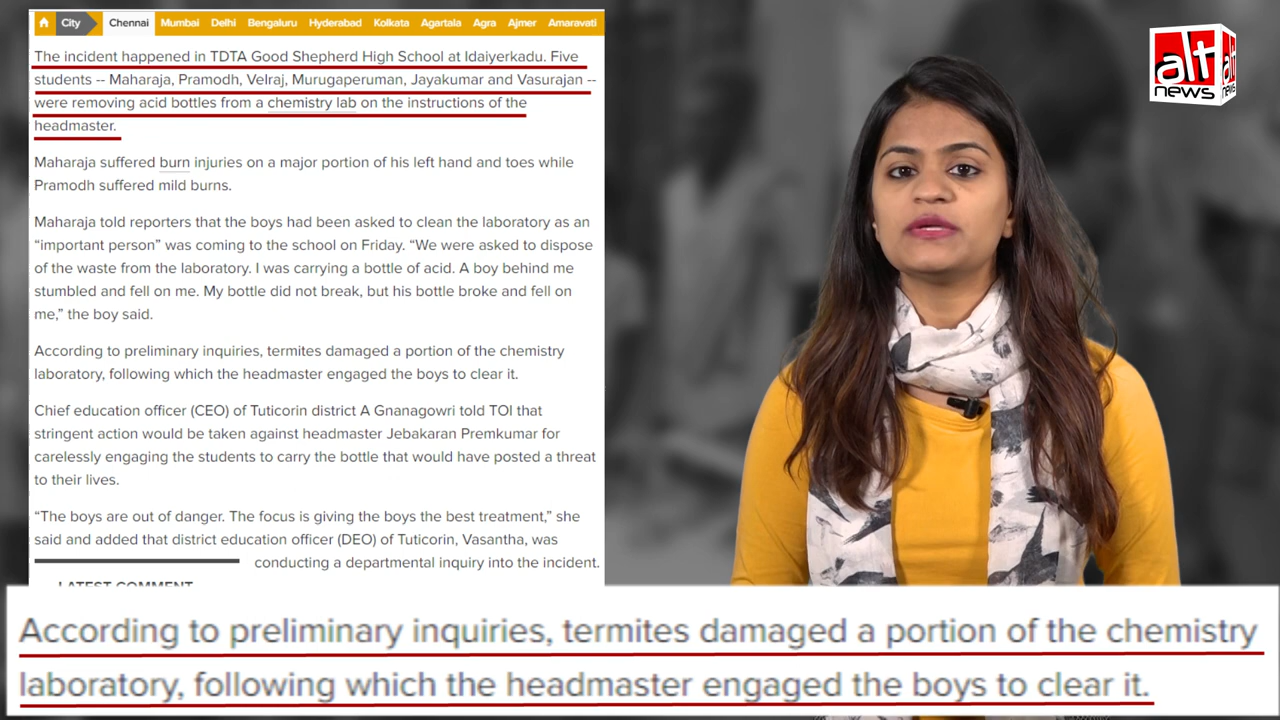 City Chennai Mumbai Delhi Bengaluru Hyderabad Kolkata Agartala Agra Ajmer Amaravati
The incident happened in TDTA Good Shepherd High School at Idaiyerkadu. Five
students -- Maharaja, Pramodh, Velraj, Murugaperuman, Jayakumar and Vasurajan --
were removing acid bottles from a chemistry lab on the instructions of the
headmaster.
Maharaja suffered burn injuries on a major portion of his left hand and toes while
Pramodh suffered mild burns.
Maharaja told reporters that the boys had been asked to clean the laboratory as an
“important person” was coming to the school on Friday. “We were asked to dispose
of the waste from the laboratory. I was carrying a bottle of acid. A boy behind me
stumbled and fell on me. My bottle did not break, but his bottle broke and fell on
me,” the boy said.
According to preliminary inquiries, termites damaged a portion of the chemistry
laboratory, following which the headmaster engaged the boys to clear it.
Chief education officer (CEO) of Tuticorin district A Gnanagowri told TOI that
stringent action would be taken against headmaster Jebakaran Premkumar for
carelessly engaging the students to carry the bottle that would have posted a threat
to their lives.
“The boys are out of danger. The focus is giving the boys the best treatment,” she
said and added that district education officer (DEO) of Tuticorin, Vasantha, was
conducting a departmental inquiry into the incident.
LATEST COMMENT
According to preliminary inquiries, termites damaged a portion of the chemistry
laboratory, following which the headmaster engaged the boys to clear it.
alt
news
alt
news